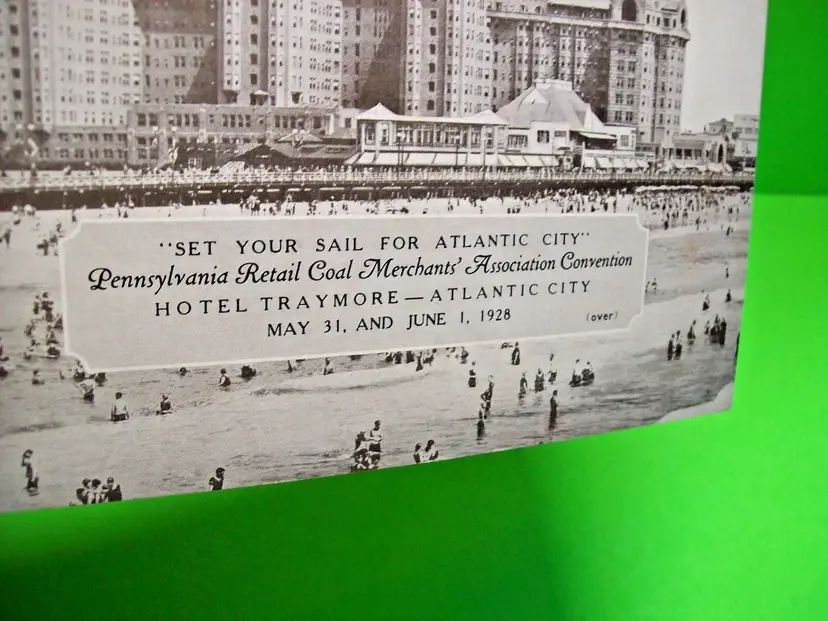 "SET YOUR SAIL FOR ATLANTIC CITY"
Pennsylvania Retail Coal Merchants' Association Convention
HOTEL TRAYMORE — ATLANTIC CITY
MAY 31, AND JUNE 1, 1928
(over)